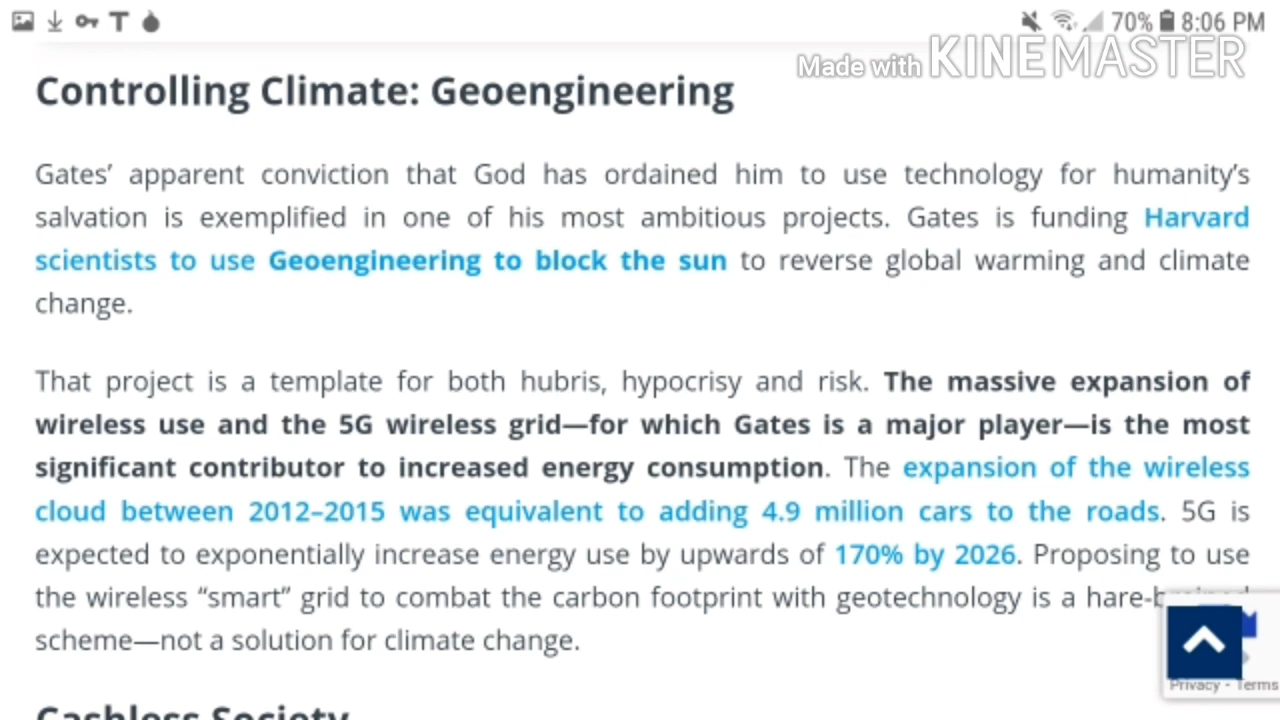 70% 8:06 PM
Made with KINEMASTER
Controlling Climate: Geoengineering
Gates’ apparent conviction that God has ordained him to use technology for humanity’s
salvation is exemplified in one of his most ambitious projects. Gates is funding Harvard
scientists to use Geoengineering to block the sun to reverse global warming and climate
change.
That project is a template for both hubris, hypocrisy and risk. The massive expansion of
wireless use and the 5G wireless grid—for which Gates is a major player—is the most
significant contributor to increased energy consumption. The expansion of the wireless
cloud between 2012–2015 was equivalent to adding 4.9 million cars to the roads. 5G is
expected to exponentially increase energy use by upwards of 170% by 2026. Proposing to use
the wireless “smart” grid to combat the carbon footprint with geotechnology is a
scheme—not a solution for climate change.
Privacy - Terms
Cashless Society